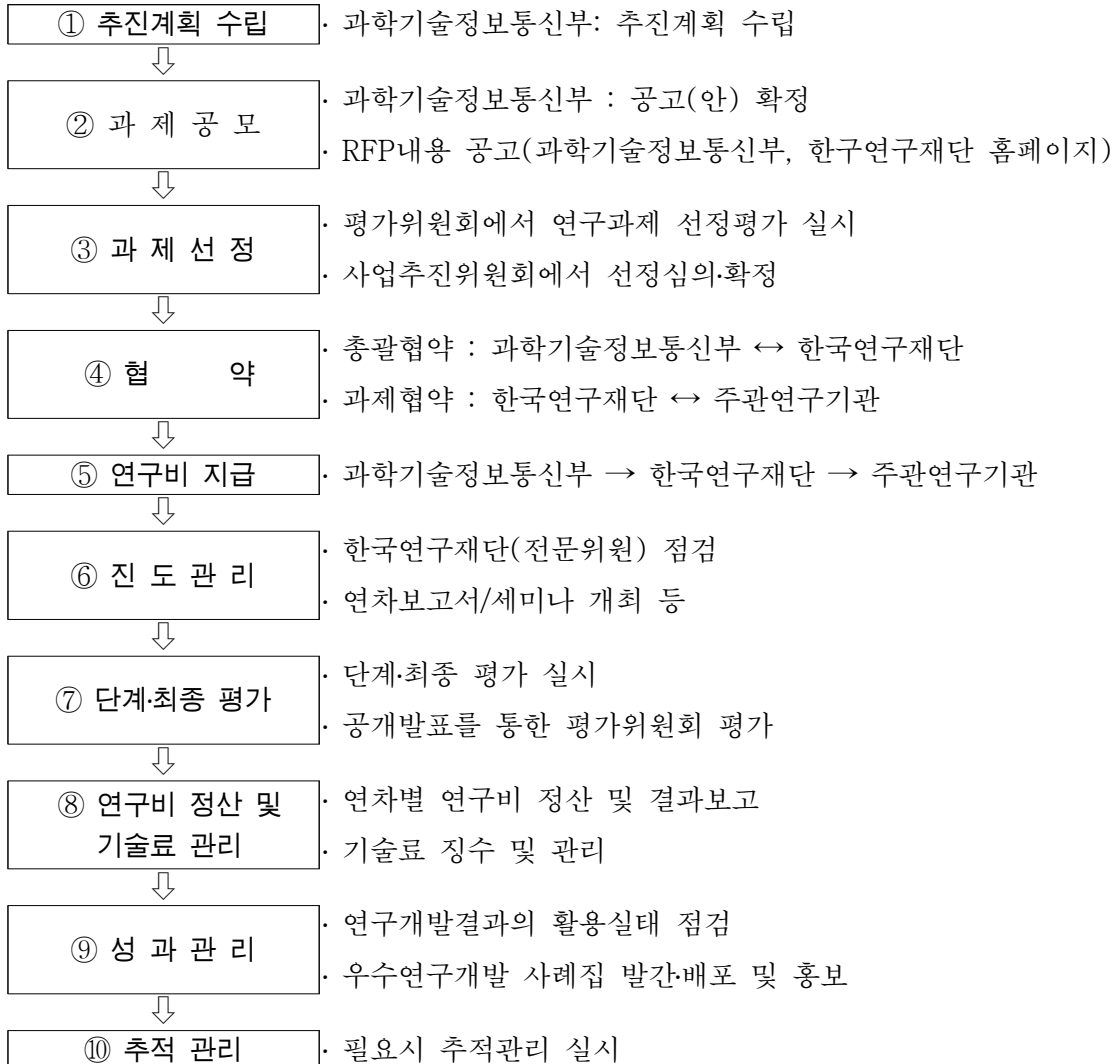 ① 추진계획 수립
· 과학기술정보통신부: 추진계획 수립
⇩
② 과 제 공 모
· 과학기술정보통신부 : 공고(안) 확정
· RFP내용 공고(과학기술정보통신부, 한구연구재단 홈페이지)
⇩
③ 과 제 선 정
· 평가위원회에서 연구과제 선정평가 실시
· 사업추진위원회에서 선정심의·확정
⇩
④ 협 약
· 총괄협약 : 과학기술정보통신부 ↔ 한국연구재단
· 과제협약 : 한국연구재단 ↔ 주관연구기관
⇩
⑤ 연구비 지급
· 과학기술정보통신부 → 한국연구재단 → 주관연구기관
⇩
⑥ 진 도 관 리
· 한국연구재단(전문위원) 점검
· 연차보고서/세미나 개최 등
⇩
⑦ 단계·최종 평가
· 단계·최종 평가 실시
· 공개발표를 통한 평가위원회 평가
⇩
⑧ 연구비 정산 및
기술료 관리
· 연차별 연구비 정산 및 결과보고
· 기술료 징수 및 관리
⇩
⑨ 성 과 관 리
· 연구개발결과의 활용실태 점검
· 우수연구개발 사례집 발간·배포 및 홍보
⇩
⑩ 추적 관리
· 필요시 추적관리 실시